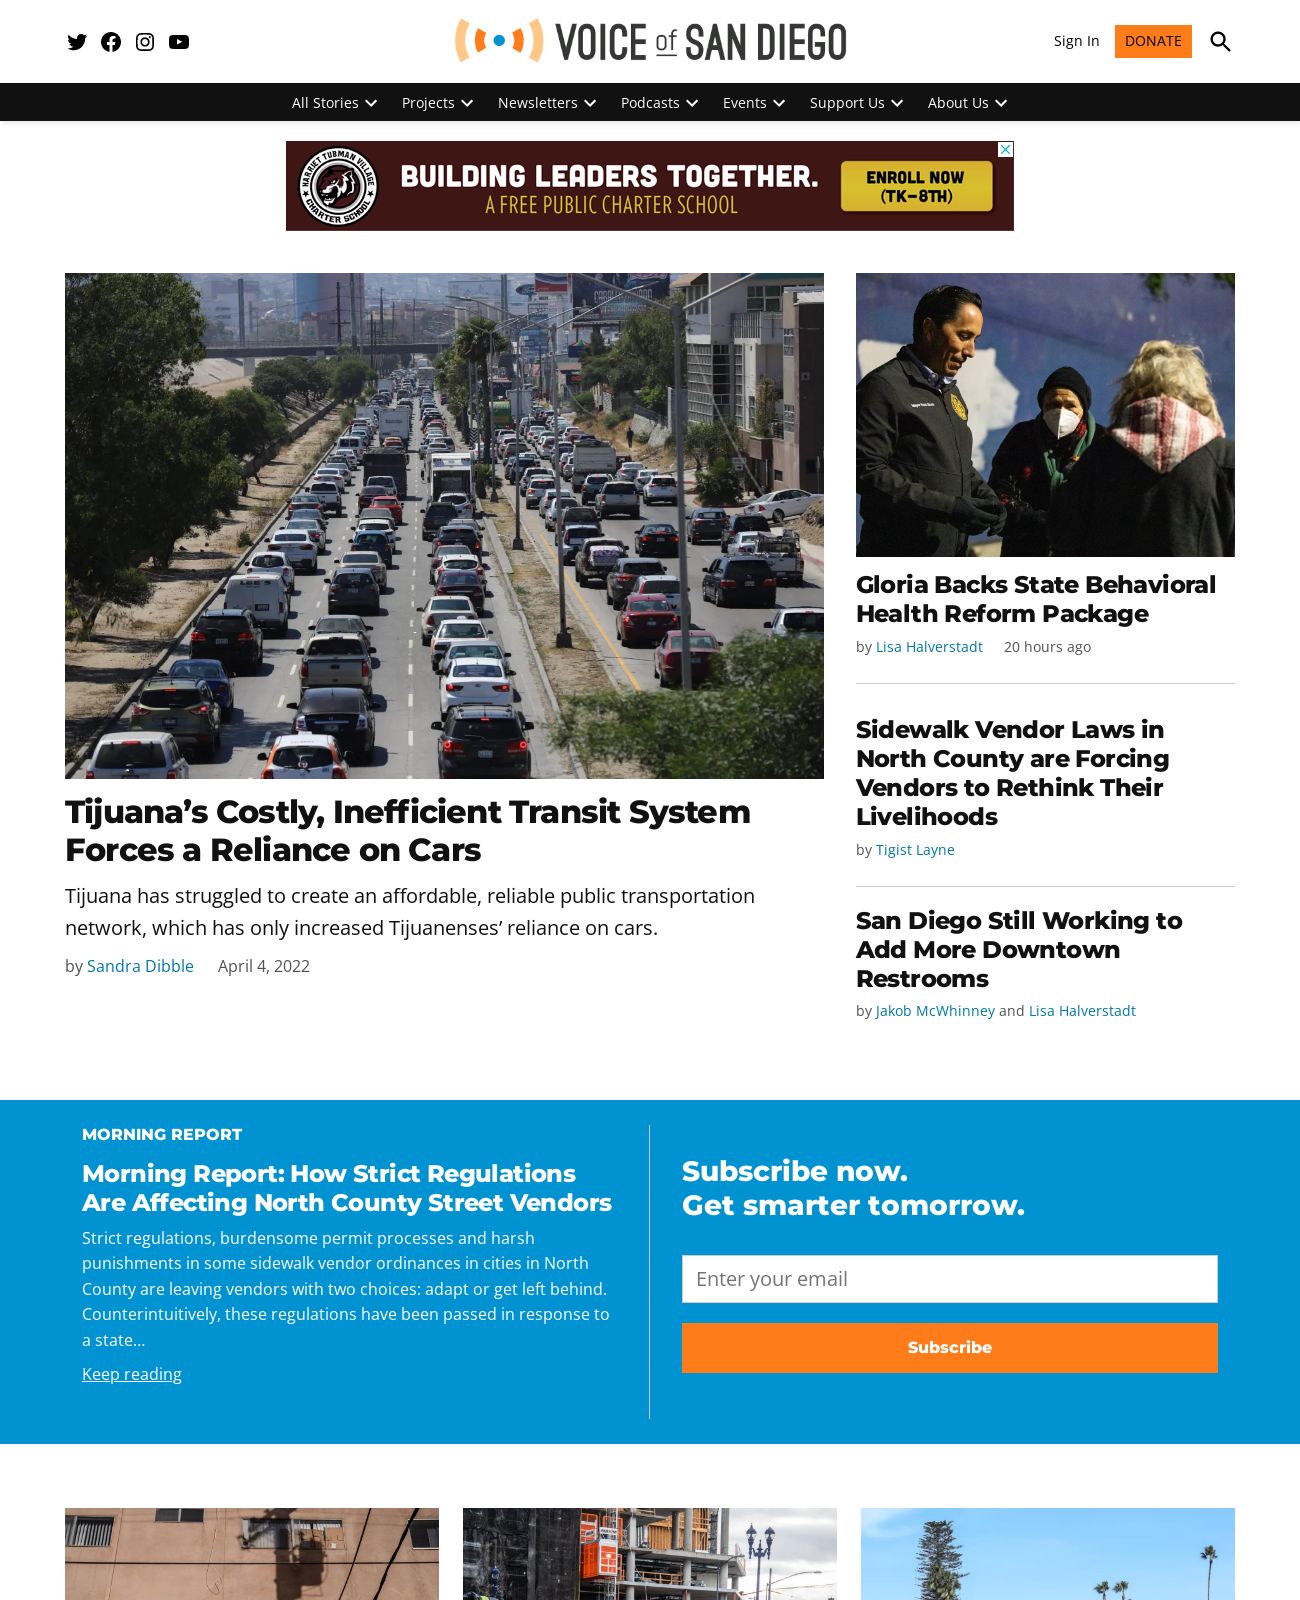 VOICE of SAN DIEGO
Sign In
DONATE
All Stories
Projects
Newsletters
Podcasts
Events
Support Us
About Us
HARRIET TUBMAN VILLAGE
CHARTER SCHOOL
BUILDING LEADERS TOGETHER.
A FREE PUBLIC CHARTER SCHOOL
ENROLL NOW
(TK–8TH)
Tijuana’s Costly, Inefficient Transit System
Forces a Reliance on Cars
Tijuana has struggled to create an affordable, reliable public transportation
network, which has only increased Tijuanenses’ reliance on cars.
by Sandra Dibble April 4, 2022
Gloria Backs State Behavioral
Health Reform Package
by Lisa Halverstadt 20 hours ago
Sidewalk Vendor Laws in
North County are Forcing
Vendors to Rethink Their
Livelihoods
by Tigist Layne
San Diego Still Working to
Add More Downtown
Restrooms
by Jakob McWhinney and Lisa Halverstadt
MORNING REPORT
Morning Report: How Strict Regulations
Are Affecting North County Street Vendors
Strict regulations, burdensome permit processes and harsh
punishments in some sidewalk vendor ordinances in cities in North
County are leaving vendors with two choices: adapt or get left behind.
Counterintuitively, these regulations have been passed in response to
a state…
Keep reading
Subscribe now.
Get smarter tomorrow.
Enter your email
Subscribe